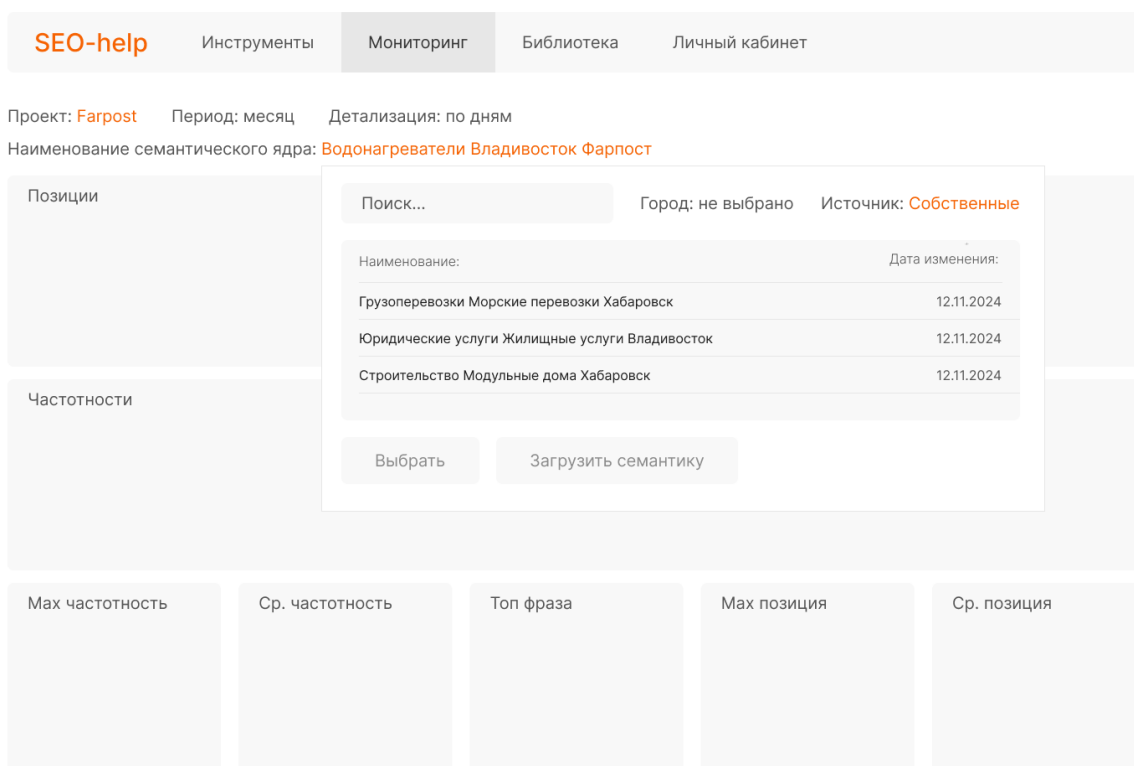 SEO-help Инструменты Мониторинг Библиотека Личный кабинет
Проект: Farpost Период: месяц Детализация: по дням
Наименование семантического ядра: Водонагреватели Владивосток Фарпост
Позиции
Поиск... Город: не выбрано Источник: Собственные
Наименование: Дата изменения:
Грузоперевозки Морские перевозки Хабаровск 12.11.2024
Юридические услуги Жилищные услуги Владивосток 12.11.2024
Строительство Модульные дома Хабаровск 12.11.2024
Частотности
Выбрать Загрузить семантику
Мах частотность Ср. частотность Топ фраза Мах позиция Ср. позиция